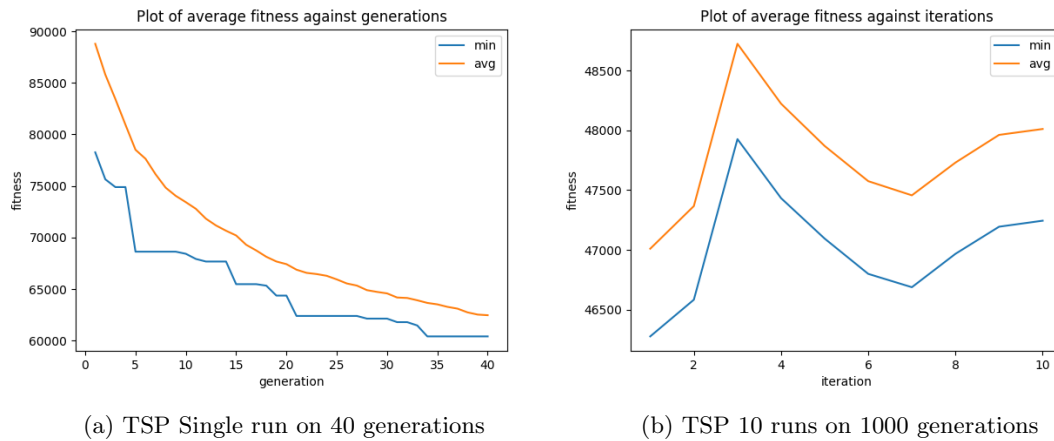 Plot of average fitness against generations
90000
85000
80000
75000
70000
65000
60000
fitness
0 5 10 15 20 25 30 35 40
generation
min
avg
(a) TSP Single run on 40 generations
Plot of average fitness against iterations
48500
48000
47500
47000
46500
fitness
2 4 6 8 10
iteration
min
avg
(b) TSP 10 runs on 1000 generations